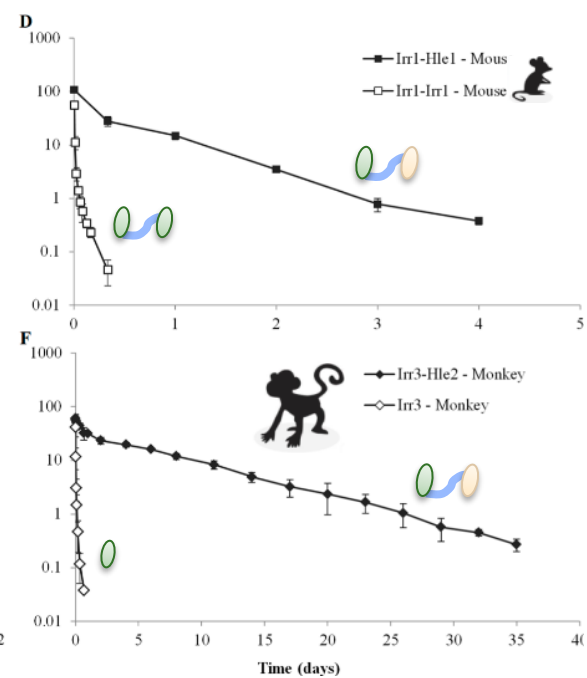 D
1000
100
10
1
0.1
0.01
0 1 2 3 4 5
Irr1-Hle1 - Mous
Irr1-Irr1 - Mouse
F
1000
100
10
1
0.1
0.01
2 0 5 10 15 20 25 30 35
Irr3-Hle2 - Monkey
Irr3 - Monkey
Time (days)